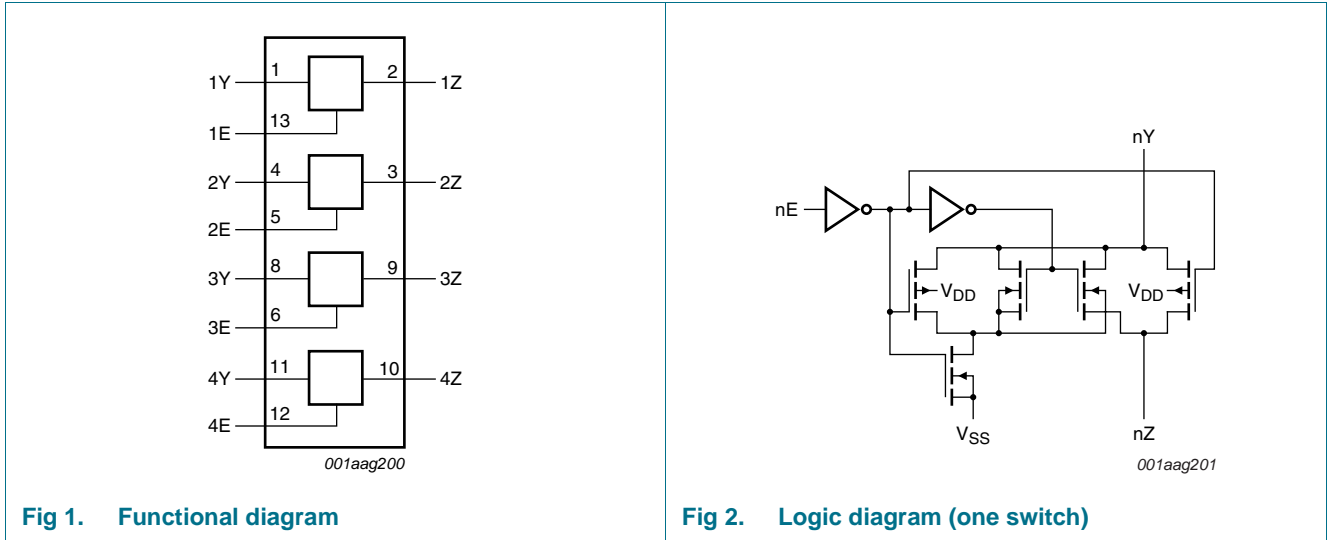 1Y 1 2 1Z
1E 13
2Y 4 3 2Z
2E 5
3Y 8 9 3Z
3E 6
4Y 11 10 4Z
4E 12
001aag200
Fig 1. Functional diagram
nY
nE
VDD VDD
VSS nZ
001aag201
Fig 2. Logic diagram (one switch)